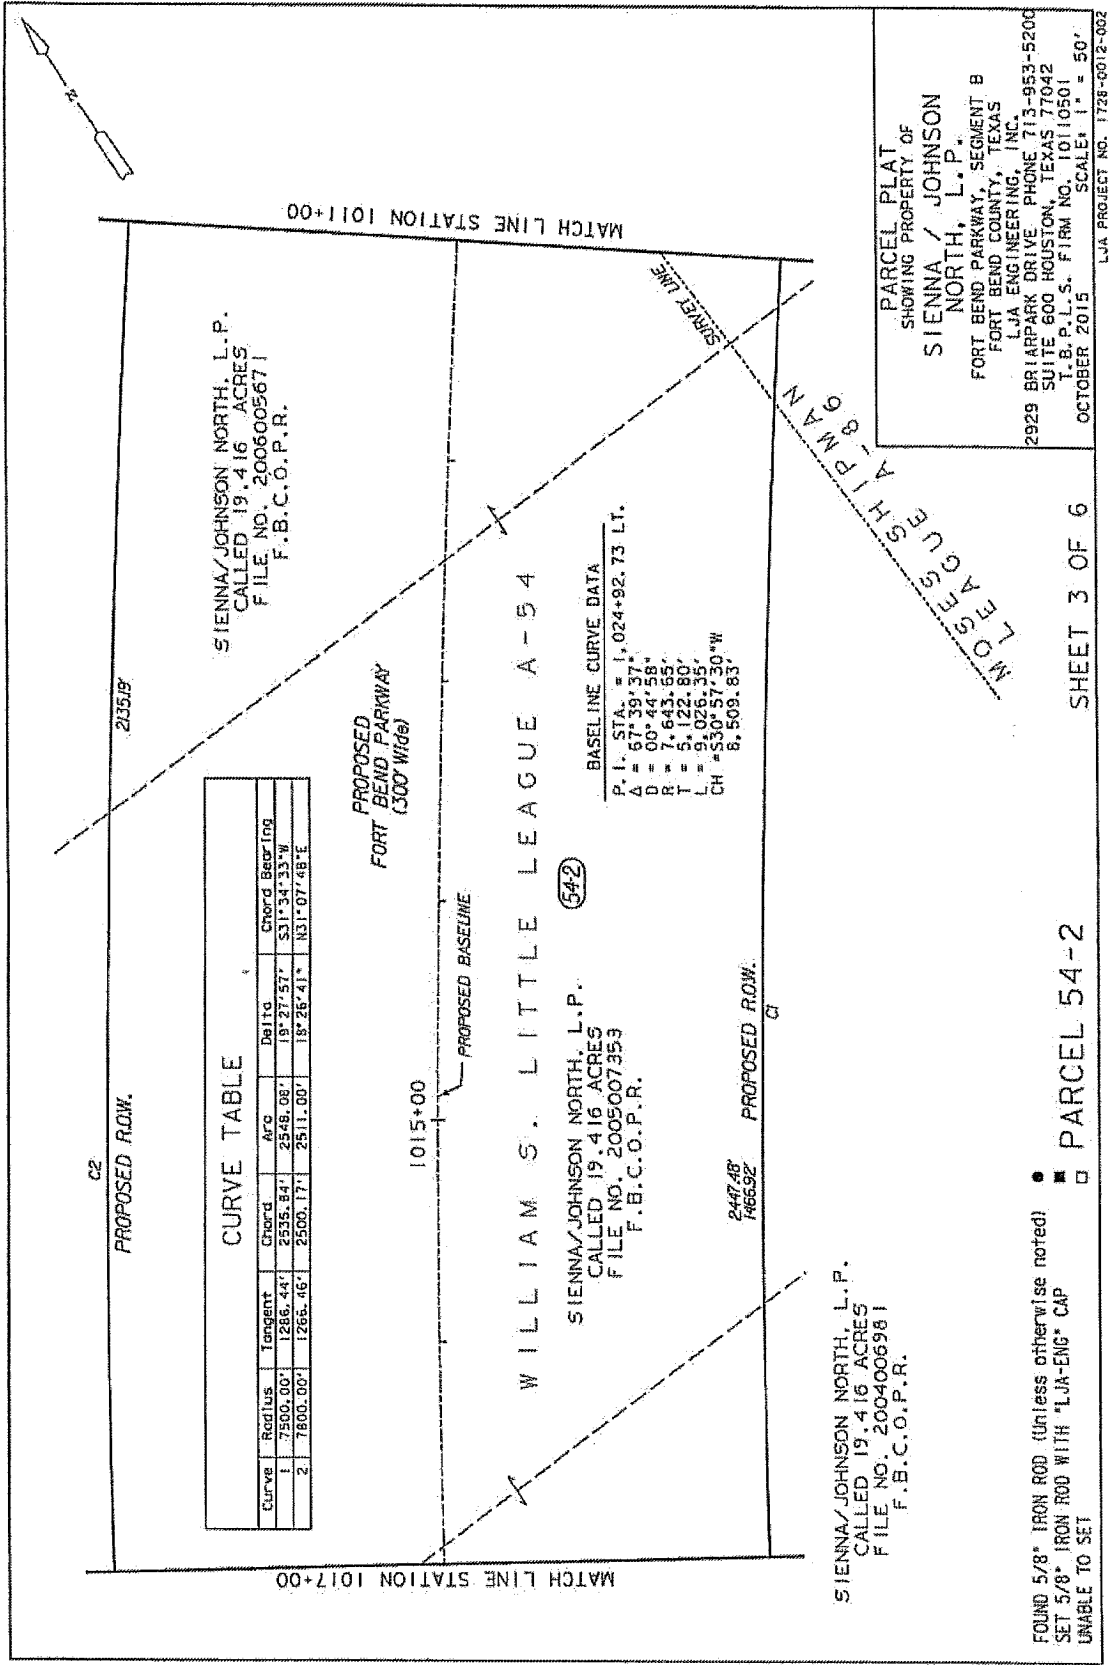 N
MATCH LINE STATION 1017+00
C2
PROPOSED R.O.W.
2135.19'
CURVE TABLE
Curve Radius Tangent Chord Arc Delta Chord Bearing
1 7500.00' 1286.44' 2535.84' 2548.08' 19°27'57" S31°34'33"W
2 7800.00' 1266.46' 2500.17' 2511.00' 18°26'41" N31°07'48"E
SIENNA/JOHNSON NORTH, L.P.
CALLED 19.416 ACRES
FILE NO. 2006005671
F.B.C.O.P.R.
MATCH LINE STATION 1011+00
PROPOSED
FORT BEND PARKWAY
(300' Wide)
1015+00
PROPOSED BASELINE
WILLIAM S. LITTLE LEAGUE A-54
54-2
SIENNA/JOHNSON NORTH, L.P.
CALLED 19.416 ACRES
FILE NO. 2005007353
F.B.C.O.P.R.
BASELINE CURVE DATA
P.I. STA. = 1,024+92.73 LT.
Δ = 67°39'37"
D = 00°44'58"
R = 7,643.65'
T = 5,122.80'
L = 9,026.35'
CH =S30°57'30"W
8,509.83'
SURVEY LINE
2447.48'
1466.92'
PROPOSED R.O.W.
C1
MOSES SHIPMAN
LEAGUE A-86
SIENNA/JOHNSON NORTH, L.P.
CALLED 19.416 ACRES
FILE NO. 2004006981
F.B.C.O.P.R.
FOUND 5/8" IRON ROD (Unless otherwise noted)
SET 5/8" IRON ROD WITH "LJA-ENG" CAP
UNABLE TO SET
PARCEL 54-2
SHEET 3 OF 6
PARCEL PLAT
SHOWING PROPERTY OF
SIENNA / JOHNSON
NORTH, L.P.
FORT BEND PARKWAY, SEGMENT B
FORT BEND COUNTY, TEXAS
LJA ENGINEERING, INC.
2929 BRIARPARK DRIVE PHONE 713-953-5200
SUITE 600 HOUSTON, TEXAS 77042
T.B.P.L.S. FIRM NO. 10110501
OCTOBER 2015 SCALE: 1" = 50'
LJA PROJECT NO. 1728-0012-002